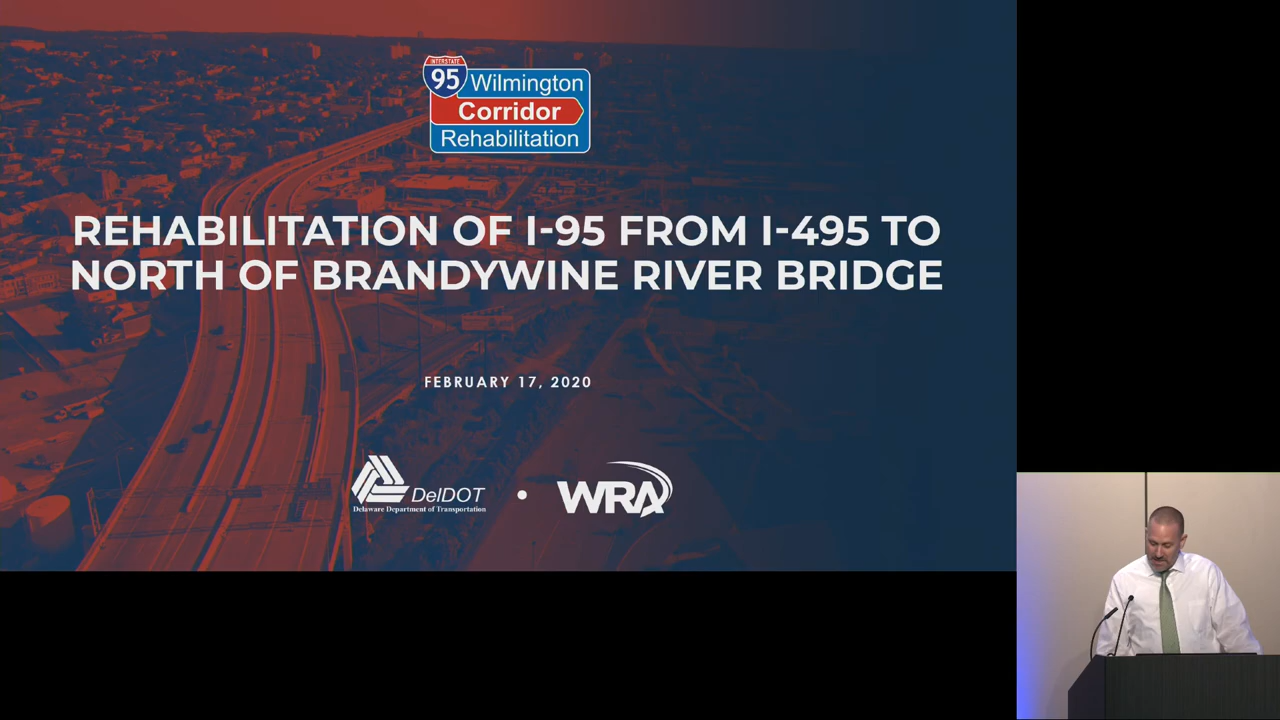 INTERSTATE
95 Wilmington
Corridor
Rehabilitation
REHABILITATION OF I-95 FROM I-495 TO
NORTH OF BRANDYWINE RIVER BRIDGE
FEBRUARY 17, 2020
DelDOT • WRA
Delaware Department of Transportation